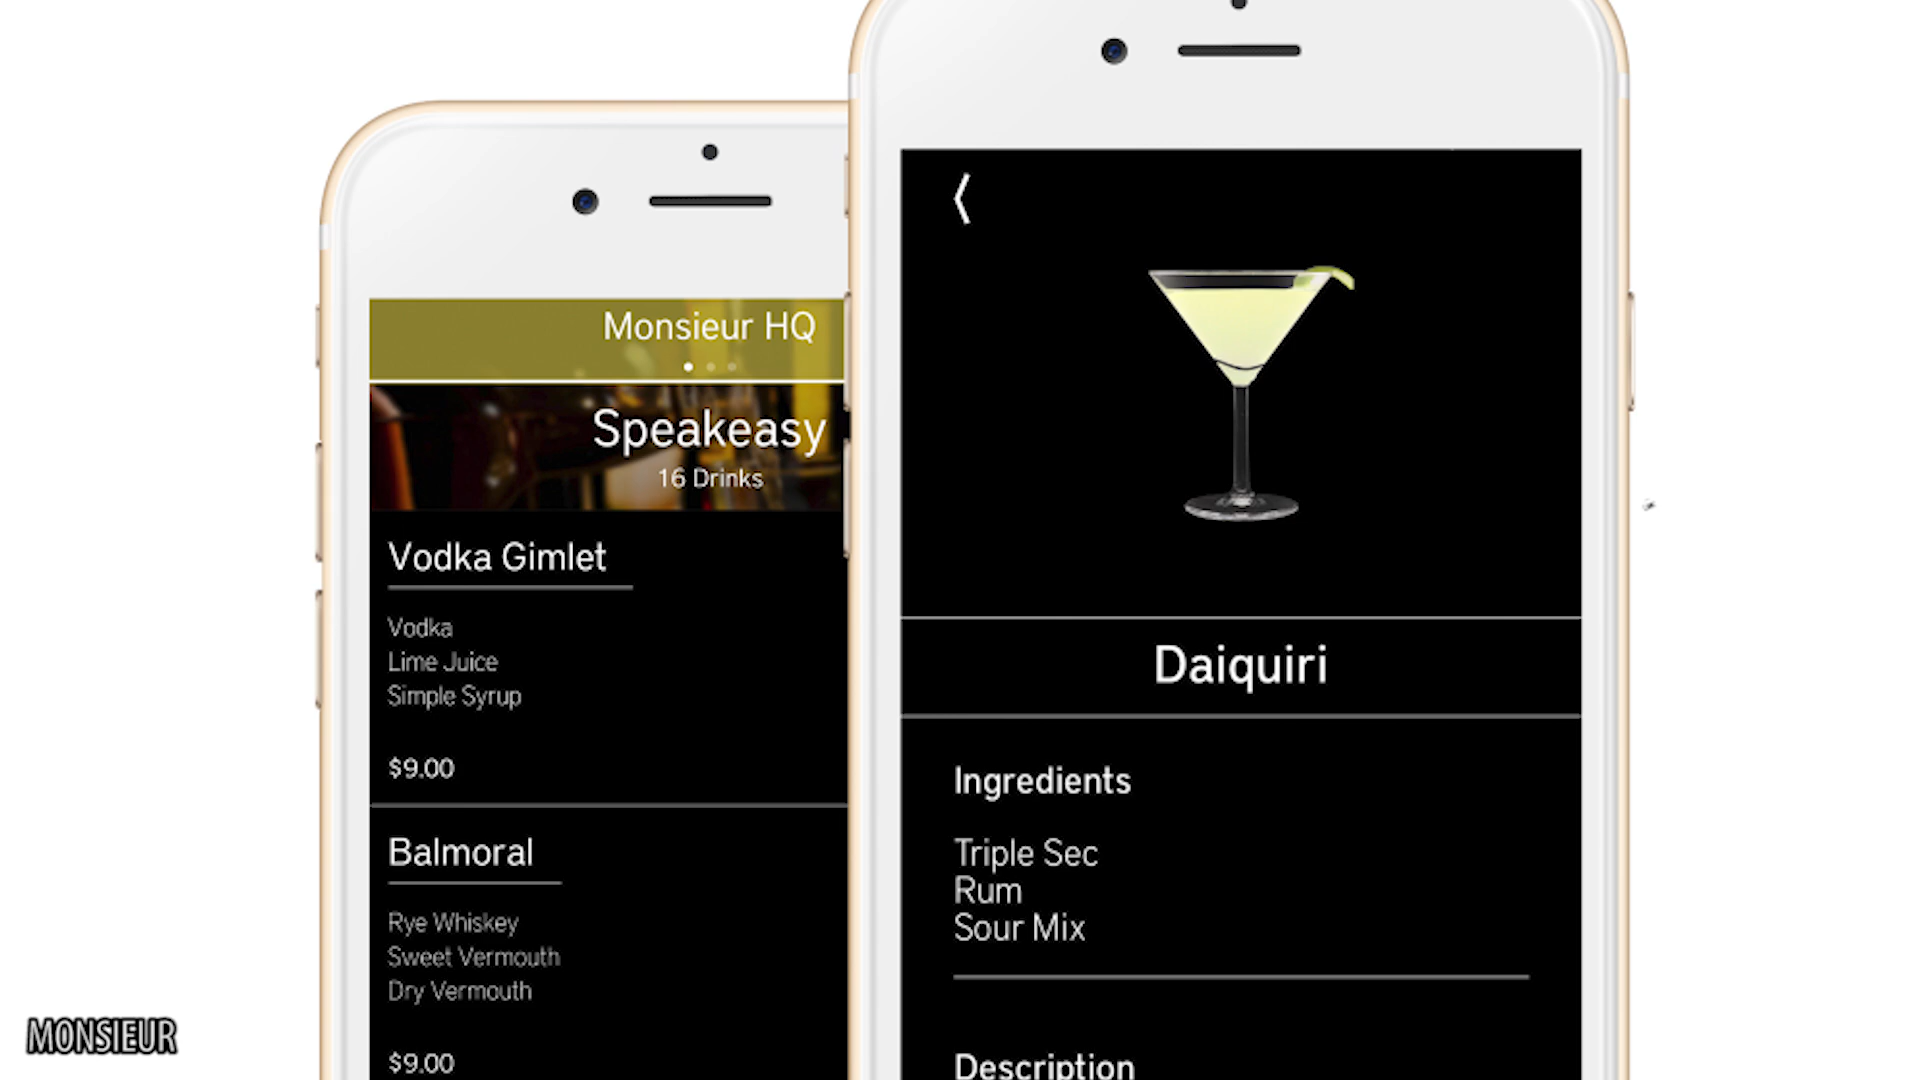 Monsieur HQ
Speakeasy
16 Drinks
Vodka Gimlet
Vodka
Lime Juice
Simple Syrup
$9.00
Balmoral
Rye Whiskey
Sweet Vermouth
Dry Vermouth
$9.00
Daiquiri
Ingredients
Triple Sec
Rum
Sour Mix
Description
MONSIEUR